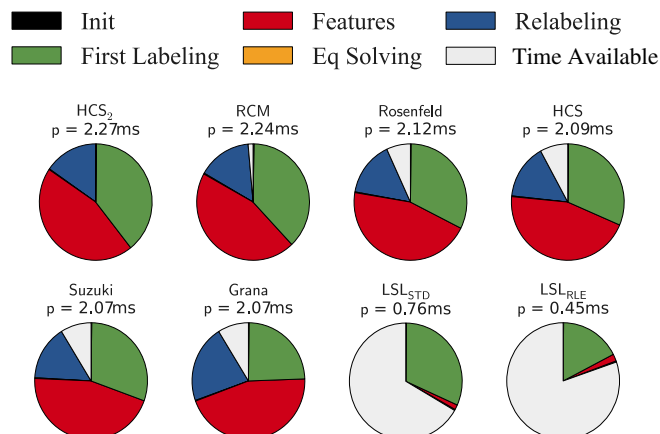 Init Features Relabeling
First Labeling Eq Solving Time Available
HCS2 RCM Rosenfeld HCS
p = 2.27ms p = 2.24ms p = 2.12ms p = 2.09ms
Suzuki Grana LSLSTD LSLRLE
p = 2.07ms p = 2.07ms p = 0.76ms p = 0.45ms